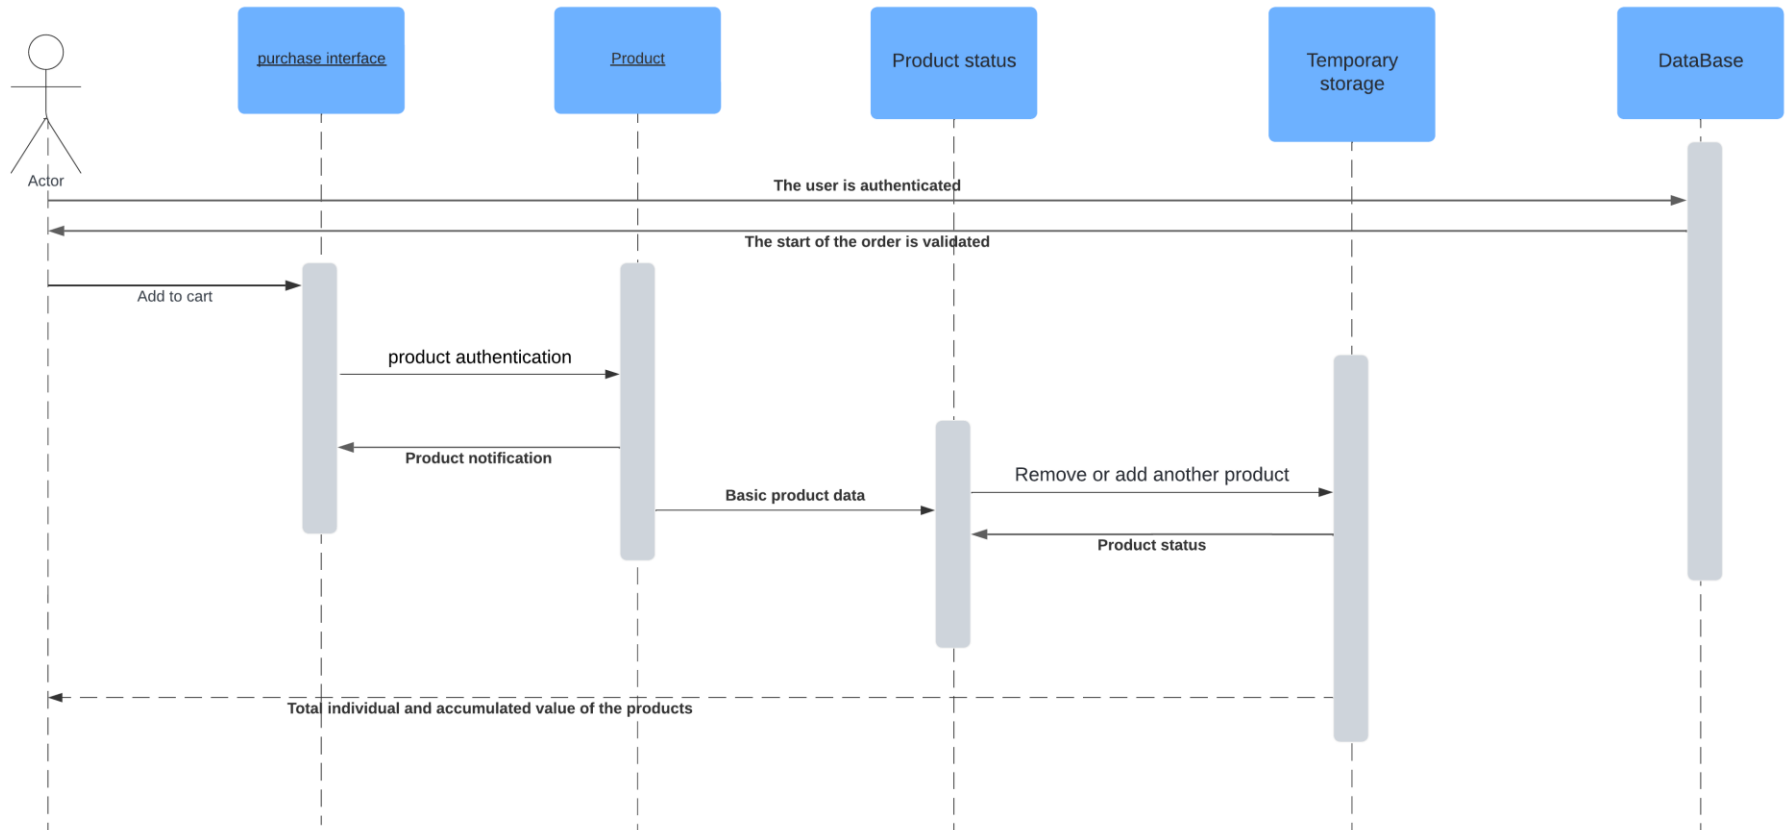 purchase interface
Product
Product status
Temporary
storage
DataBase
Actor
The user is authenticated
The start of the order is validated
Add to cart
product authentication
Product notification
Basic product data
Remove or add another product
Product status
Total individual and accumulated value of the products